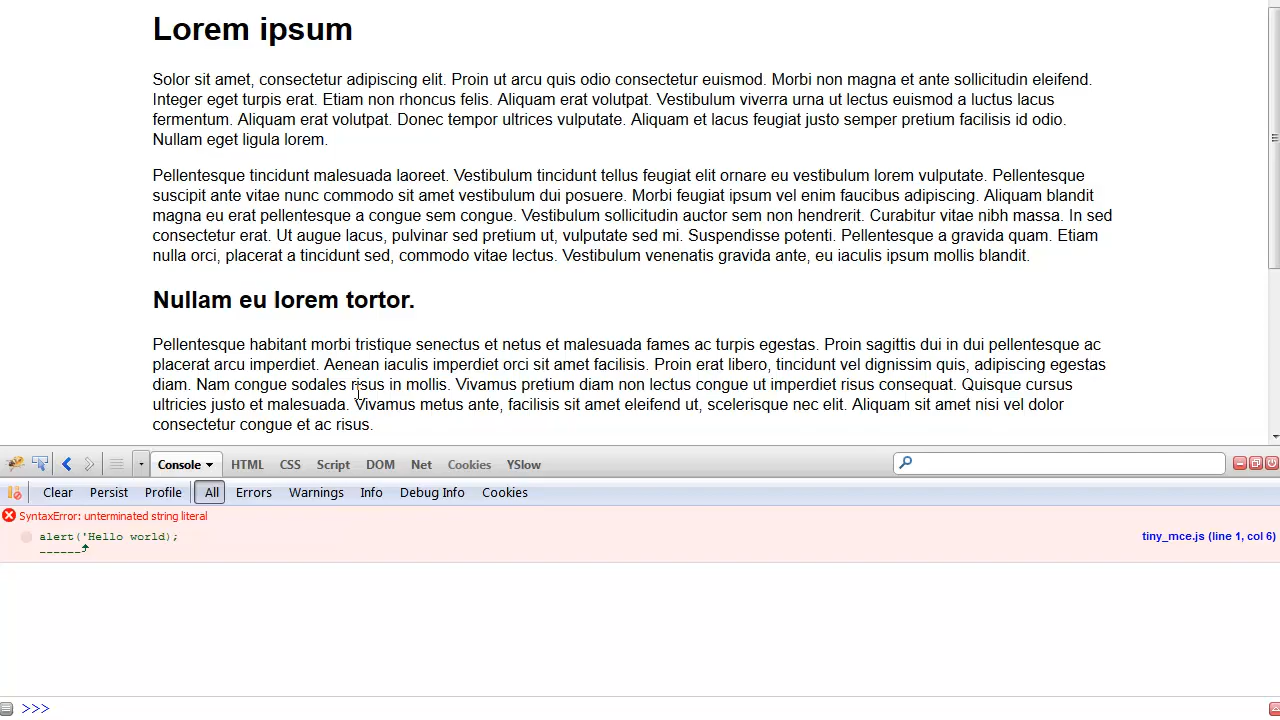 Lorem ipsum
Solor sit amet, consectetur adipiscing elit. Proin ut arcu quis odio consectetur euismod. Morbi non magna et ante sollicitudin eleifend.
Integer eget turpis erat. Etiam non rhoncus felis. Aliquam erat volutpat. Vestibulum viverra urna ut lectus euismod a luctus lacus
fermentum. Aliquam erat volutpat. Donec tempor ultrices vulputate. Aliquam et lacus feugiat justo semper pretium facilisis id odio.
Nullam eget ligula lorem.
Pellentesque tincidunt malesuada laoreet. Vestibulum tincidunt tellus feugiat elit ornare eu vestibulum lorem vulputate. Pellentesque
suscipit ante vitae nunc commodo sit amet vestibulum dui posuere. Morbi feugiat ipsum vel enim faucibus adipiscing. Aliquam blandit
magna eu erat pellentesque a congue sem congue. Vestibulum sollicitudin auctor sem non hendrerit. Curabitur vitae nibh massa. In sed
consectetur erat. Ut augue lacus, pulvinar sed pretium ut, vulputate sed mi. Suspendisse potenti. Pellentesque a gravida quam. Etiam
nulla orci, placerat a tincidunt sed, commodo vitae lectus. Vestibulum venenatis gravida ante, eu iaculis ipsum mollis blandit.
Nullam eu lorem tortor.
Pellentesque habitant morbi tristique senectus et netus et malesuada fames ac turpis egestas. Proin sagittis dui in dui pellentesque ac
placerat arcu imperdiet. Aenean iaculis imperdiet orci sit amet facilisis. Proin erat libero, tincidunt vel dignissim quis, adipiscing egestas
diam. Nam congue sodales risus in mollis. Vivamus pretium diam non lectus congue ut imperdiet risus consequat. Quisque cursus
ultricies justo et malesuada. Vivamus metus ante, facilisis sit amet eleifend ut, scelerisque nec elit. Aliquam sit amet nisi vel dolor
consectetur congue et ac risus.
Console HTML CSS Script DOM Net Cookies YSlow
Clear Persist Profile All Errors Warnings Info Debug Info Cookies
SyntaxError: unterminated string literal
alert('Hello world); tiny_mce.js (line 1, col 6)
>>>